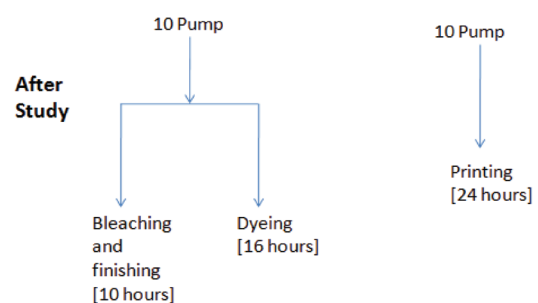 10 Pump
10 Pump
After
Study
Bleaching
and
finishing
[10 hours]
Dyeing
[16 hours]
Printing
[24 hours]